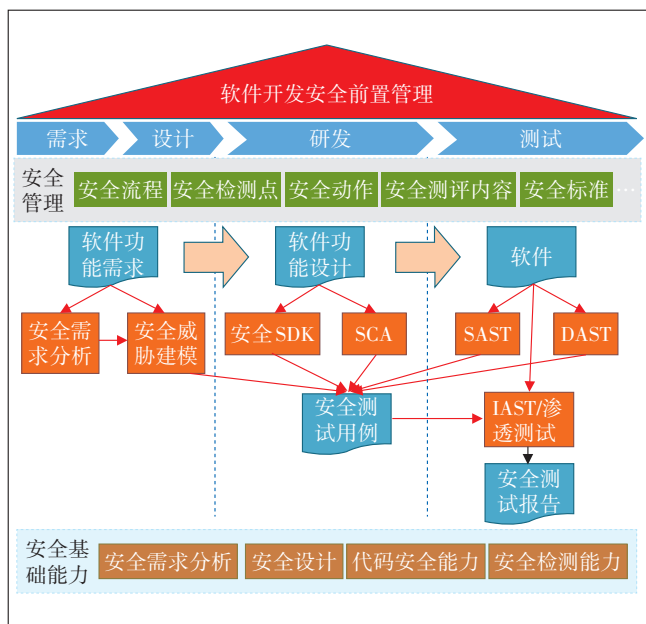 软件开发安全前置管理
需求
设计
研发
测试
安全
管理
安全流程
安全检测点
安全动作
安全测评内容
安全标准
…
软件功
能需求
软件功
能设计
软件
安全需
求分析
安全威
胁建模
安全SDK
SCA
SAST
DAST
安全测
试用例
IAST/渗
透测试
安全测
试报告
安全基
础能力
安全需求分析
安全设计
代码安全能力
安全检测能力